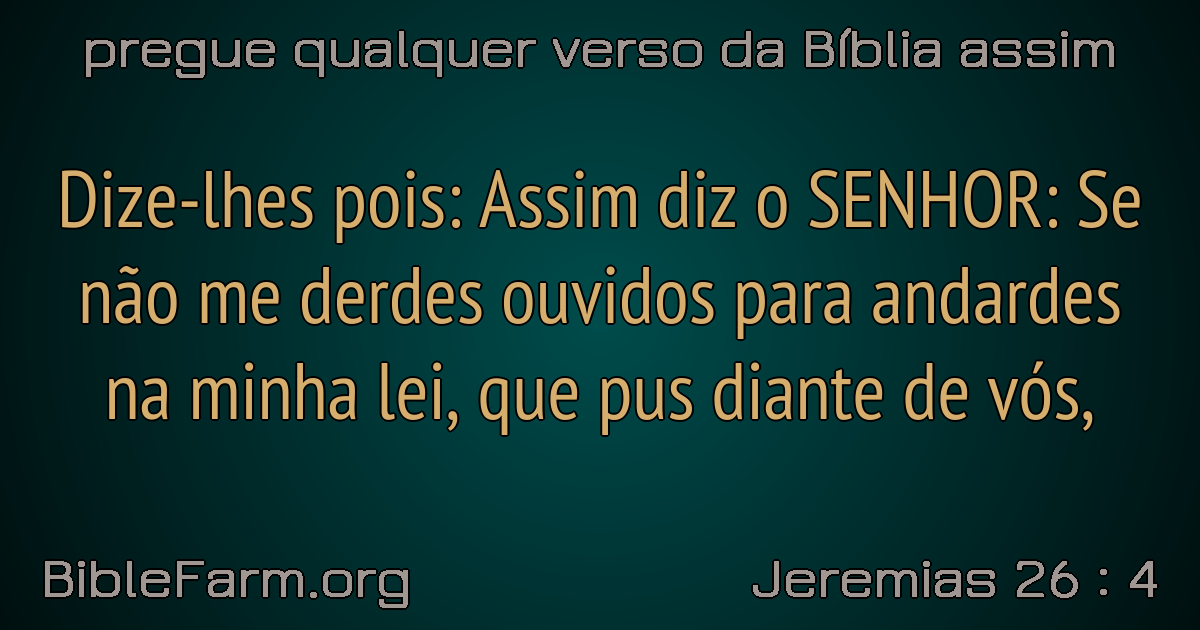 pregue qualquer verso da Bíblia assim
Dize-lhes pois: Assim diz o SENHOR: Se
não me derdes ouvidos para andardes
na minha lei, que pus diante de vós,
BibleFarm.org
Jeremias 26 : 4